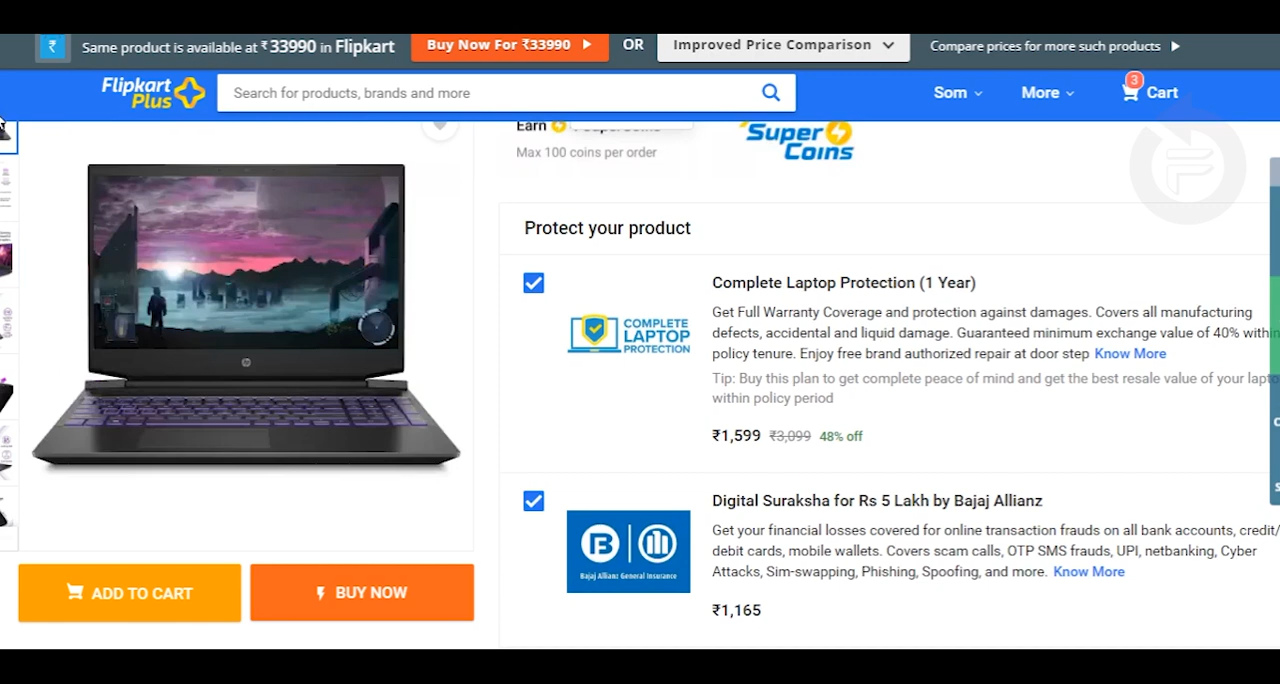 ₹
Same product is available at ₹33990 in Flipkart
Buy Now For ₹33990
OR
Improved Price Comparison
Compare prices for more such products
Flipkart
Plus
Search for products, brands and more
Som
More
3
Cart
Earn
Max 100 coins per order
Super
Coins
Protect your product
Complete Laptop Protection (1 Year)
COMPLETE
LAPTOP
PROTECTION
Get Full Warranty Coverage and protection against damages. Covers all manufacturing
defects, accidental and liquid damage. Guaranteed minimum exchange value of 40% within
policy tenure. Enjoy free brand authorized repair at door step Know More
Tip: Buy this plan to get complete peace of mind and get the best resale value of your
within policy period
₹1,599 ₹3,099 48% off
Digital Suraksha for Rs 5 Lakh by Bajaj Allianz
Bajaj Allianz General Insurance
Get your financial losses covered for online transaction frauds on all bank accounts, credit/
debit cards, mobile wallets. Covers scam calls, OTP SMS frauds, UPI, netbanking, Cyber
Attacks, Sim-swapping, Phishing, Spoofing, and more. Know More
₹1,165
hp
ADD TO CART
BUY NOW